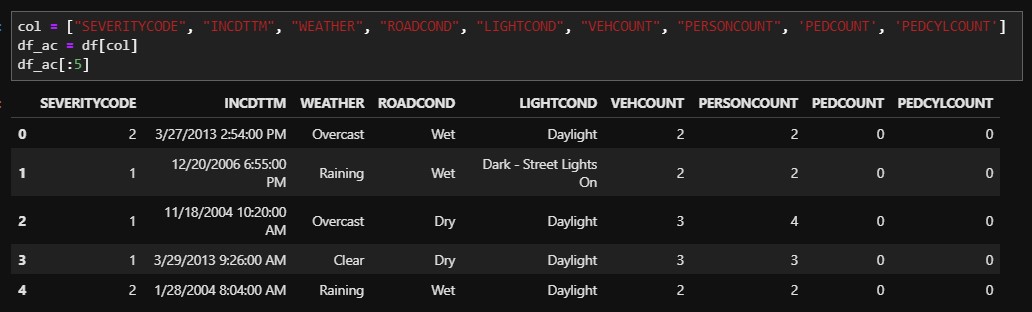 col = ["SEVERITYCODE", "INCDTTM", "WEATHER", "ROADCOND", "LIGHTCOND", "VEHCOUNT", "PERSONCOUNT", 'PEDCOUNT', 'PEDCYLCOUNT']
df_ac = df[col]
df_ac[:5]
SEVERITYCODE INCDTTM WEATHER ROADCOND LIGHTCOND VEHCOUNT PERSONCOUNT PEDCOUNT PEDCYLCOUNT
0 2 3/27/2013 2:54:00 PM Overcast Wet Daylight 2 2 0 0
1 1 12/20/2006 6:55:00 PM Raining Wet Dark - Street Lights On 2 2 0 0
2 1 11/18/2004 10:20:00 AM Overcast Dry Daylight 3 4 0 0
3 1 3/29/2013 9:26:00 AM Clear Dry Daylight 3 3 0 0
4 2 1/28/2004 8:04:00 AM Raining Wet Daylight 2 2 0 0